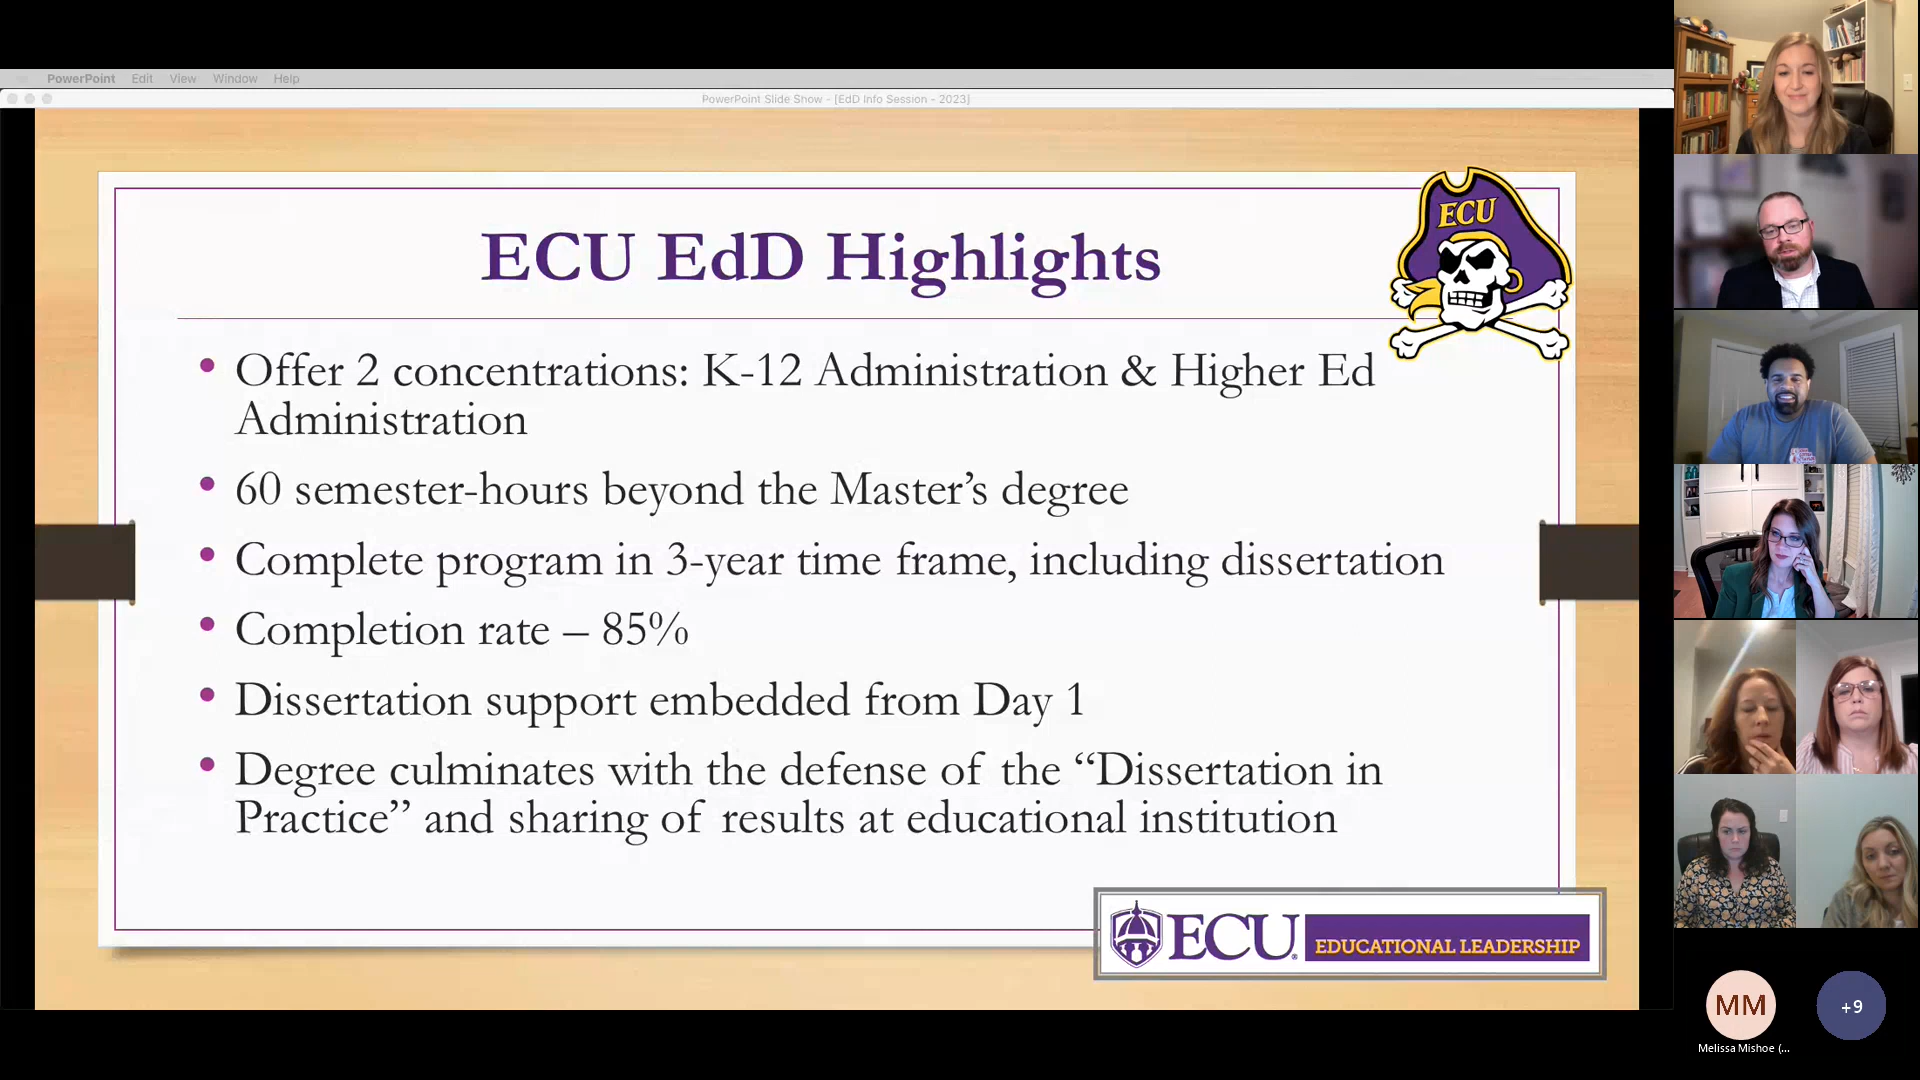 PowerPoint Edit View Window Help
PowerPoint Slide Show - [EdD Info Session - 2023]
ECU
ECU EdD Highlights
• Offer 2 concentrations: K-12 Administration & Higher Ed
Administration
• 60 semester-hours beyond the Master’s degree
• Complete program in 3-year time frame, including dissertation
• Completion rate – 85%
• Dissertation support embedded from Day 1
• Degree culminates with the defense of the “Dissertation in
Practice” and sharing of results at educational institution
ECU® EDUCATIONAL LEADERSHIP
MM
+9
Melissa Mishoe (...